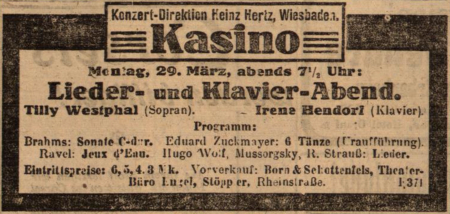 Konzert-Direktion Heinz Hertz, Wiesbaden.
Kasino
Montag, 29. März, abends 7½ Uhr:
Lieder- und Klavier-Abend.
Tilly Westphal (Sopran). Irene Hendorf (Klavier).
Programm:
Brahms: Sonate C-dur. Eduard Zuckmayer: 6 Tänze (Uraufführung).
Ravel: Jeux d'Eau. Hugo Wolf, Mussorgsky, R. Strauß: Lieder.
Eintrittspreise: 6, 5, 4, 3 Mk. Vorverkauf: Born & Schottenfels, Theater-
Büro Engel, Stöppler, Rheinstraße.